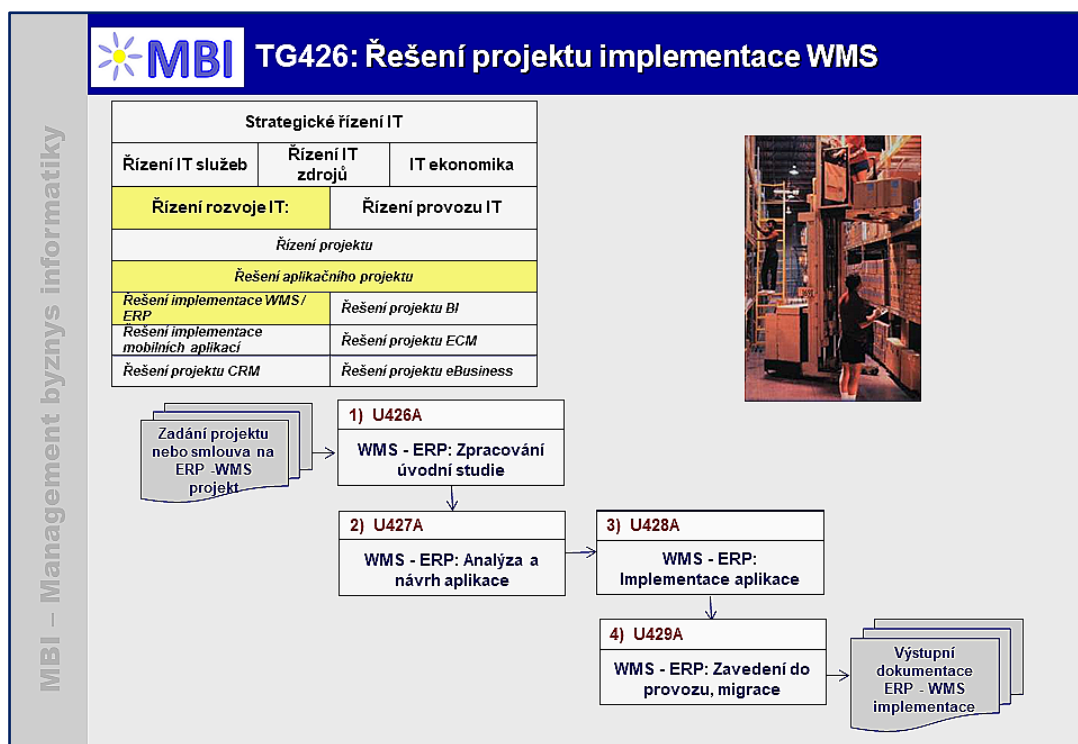 MBI
TG426: Řešení projektu implementace WMS
MBI – Management byznys informatiky
Strategické řízení IT
Řízení IT služeb
Řízení IT
zdrojů
IT ekonomika
Řízení rozvoje IT:
Řízení provozu IT
Řízení projektu
Řešení aplikačního projektu
Řešení implementace WMS /
ERP
Řešení projektu BI
Řešení implementace
mobilních aplikací
Řešení projektu ECM
Řešení projektu CRM
Řešení projektu eBusiness
Zadání projektu
nebo smlouva na
ERP -WMS
projekt
1) U426A
WMS - ERP: Zpracování
úvodní studie
2) U427A
WMS - ERP: Analýza a
návrh aplikace
3) U428A
WMS - ERP:
Implementace aplikace
4) U429A
WMS - ERP: Zavedení do
provozu, migrace
Výstupní
dokumentace
ERP - WMS
implementace